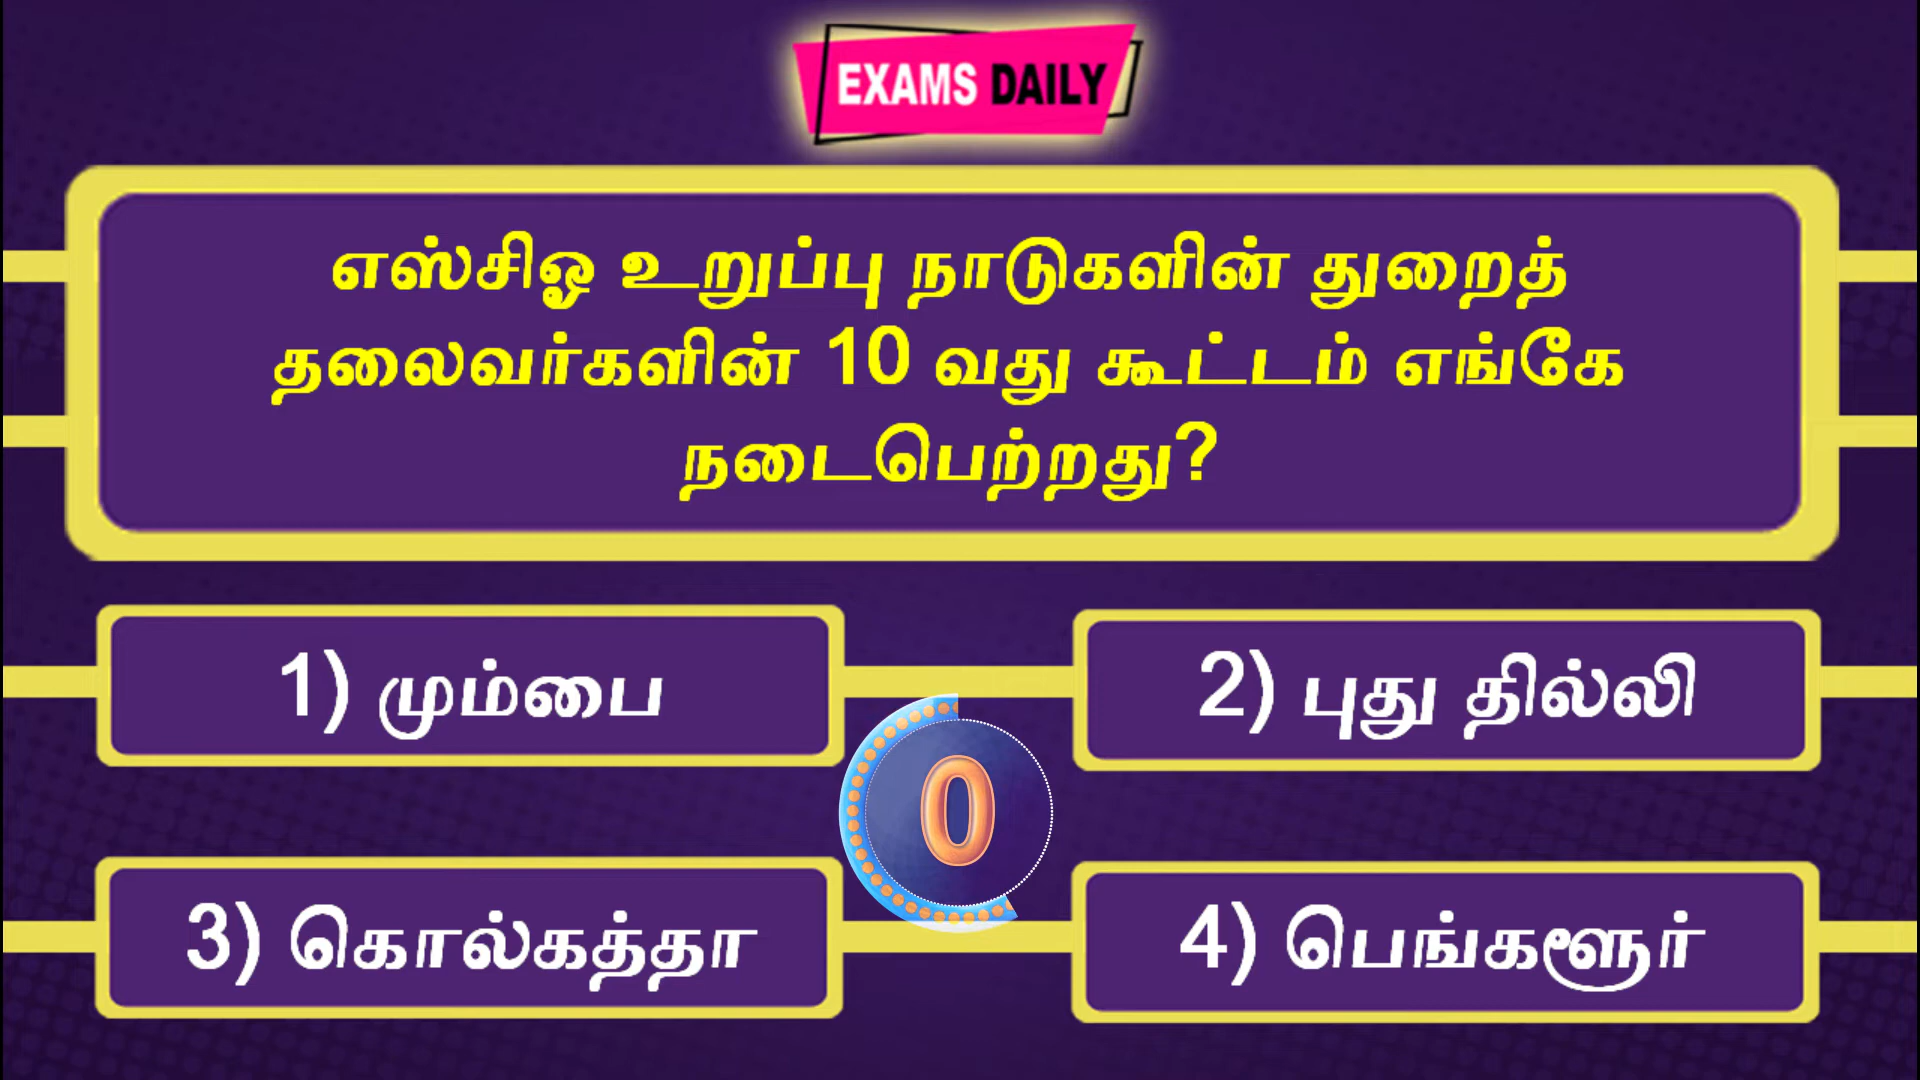 EXAMS DAILY
எஸ்சிஓ உறுப்பு நாடுகளின் துறைத்
தலைவர்களின் 10 வது கூட்டம் எங்கே
நடைபெற்றது?
1) மும்பை
2) புது தில்லி
0
3) கொல்கத்தா
4) பெங்களூர்